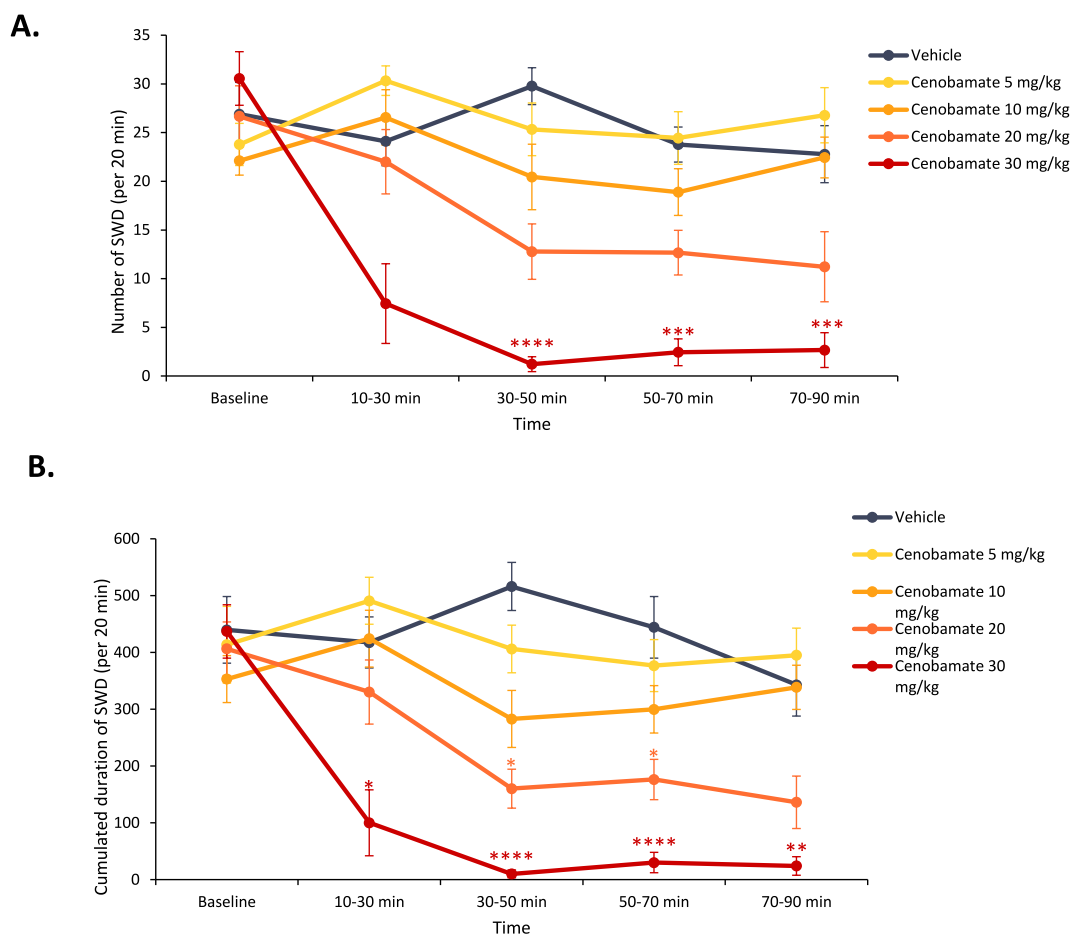 A.
35
30
25
20
15
10
5
0
Number of SWD (per 20 min)
Vehicle
Cenobamate 5 mg/kg
Cenobamate 10 mg/kg
Cenobamate 20 mg/kg
Cenobamate 30 mg/kg
****
***
***
Baseline
10-30 min
30-50 min
50-70 min
70-90 min
Time
B.
600
500
400
300
200
100
0
Cumulated duration of SWD (per 20 min)
Vehicle
Cenobamate 5 mg/kg
Cenobamate 10
mg/kg
Cenobamate 20
mg/kg
Cenobamate 30
mg/kg
*
*
*
****
****
**
Baseline
10-30 min
30-50 min
50-70 min
70-90 min
Time